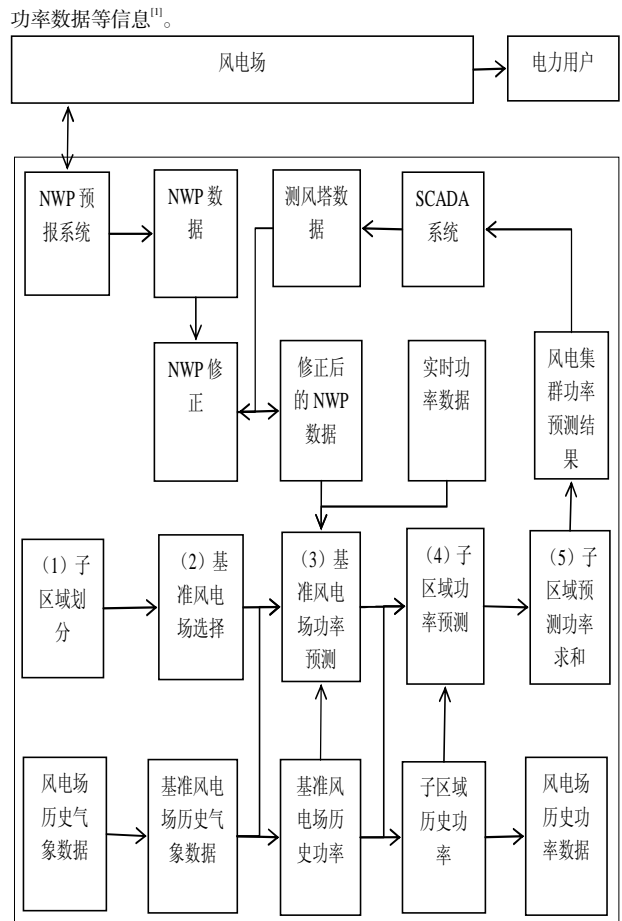 功率数据等信息[1]。
风电场
电力用户
NWP 预
报系统
NWP 数
据
测风塔数
据
SCADA
系统
NWP 修
正
修正后
的 NWP
数据
实时功
率数据
风电集
群功率
预测结
果
（1）子
区域划
分
（2）基
准风电
场选择
（3）基
准风电
场功率
预测
（4）子
区域功
率预测
（5）子
区域预
测功率
求和
风电场
历史气
象数据
基准风电
场历史气
象数据
基准风
电场历
史功率
子区域
历史功
率
风电场
历史功
率数据